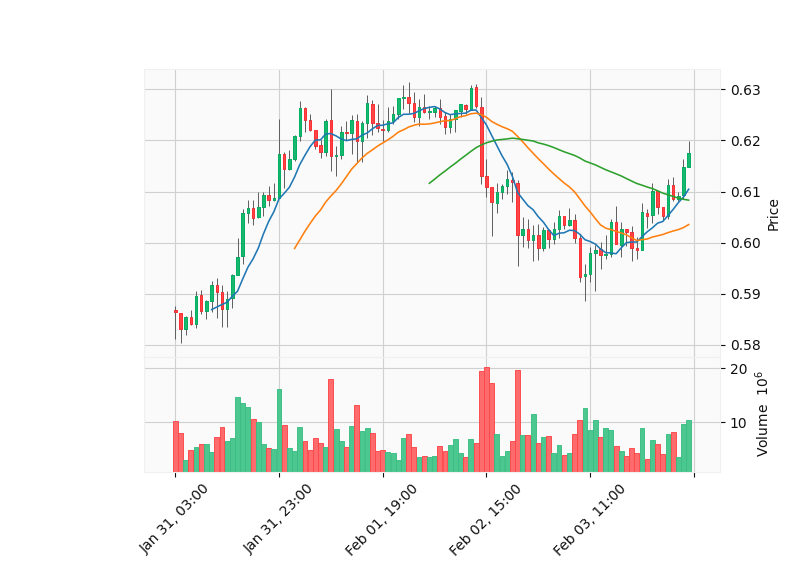 0.63
0.62
0.61
0.60
0.59
0.58
Price
20
10
Volume 10^6
Jan 31, 03:00
Jan 31, 23:00
Feb 01, 19:00
Feb 02, 15:00
Feb 03, 11:00